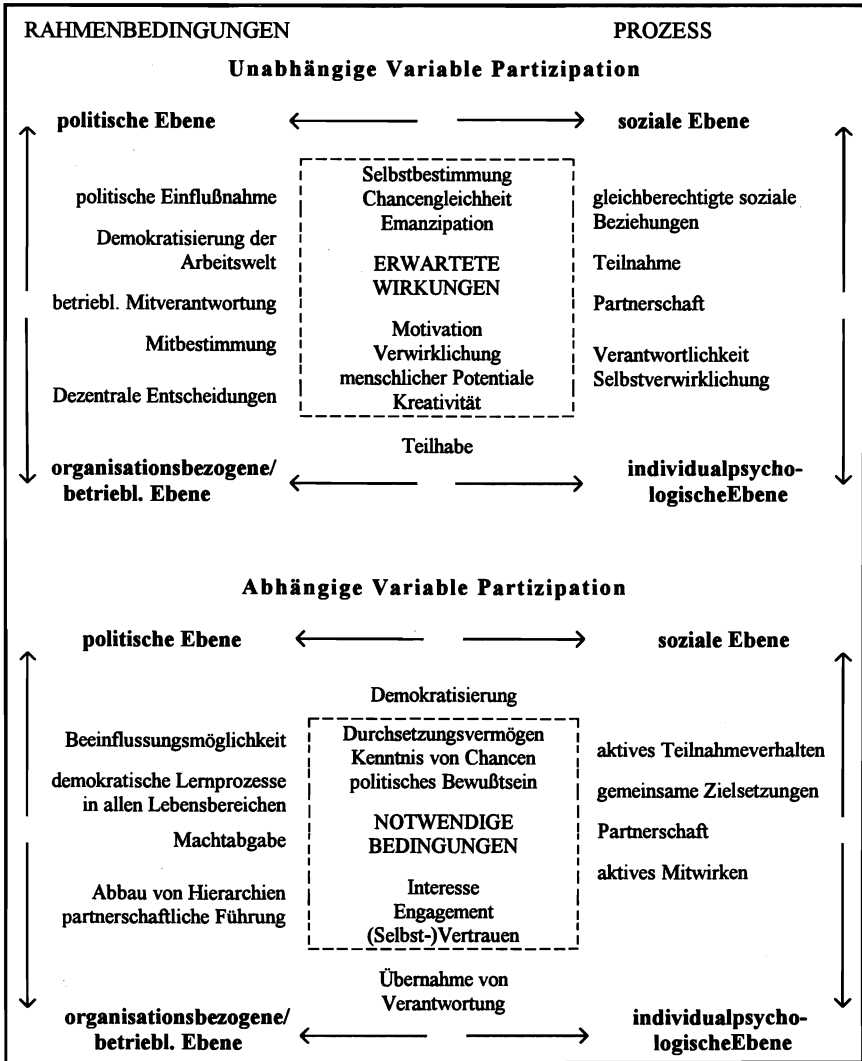 RAHMENBEDINGUNGEN PROZESS
Unabhängige Variable Partizipation
politische Ebene soziale Ebene
politische Einflußnahme
Demokratisierung der
Arbeitswelt
betriebl. Mitverantwortung
Mitbestimmung
Dezentrale Entscheidungen
Selbstbestimmung
Chancengleichheit
Emanzipation
ERWARTETE
WIRKUNGEN
Motivation
Verwirklichung
menschlicher Potentiale
Kreativität
Teilhabe
gleichberechtigte soziale
Beziehungen
Teilnahme
Partnerschaft
Verantwortlichkeit
Selbstverwirklichung
organisationsbezogene/
betriebl. Ebene
individualpsycho-
logischeEbene
Abhängige Variable Partizipation
politische Ebene soziale Ebene
Beeinflussungsmöglichkeit
demokratische Lernprozesse
in allen Lebensbereichen
Machtabgabe
Abbau von Hierarchien
partnerschaftliche Führung
Demokratisierung
Durchsetzungsvermögen
Kenntnis von Chancen
politisches Bewußtsein
NOTWENDIGE
BEDINGUNGEN
Interesse
Engagement
(Selbst-)Vertrauen
Übernahme von
Verantwortung
aktives Teilnahmeverhalten
gemeinsame Zielsetzungen
Partnerschaft
aktives Mitwirken
organisationsbezogene/
betriebl. Ebene
individualpsycho-
logischeEbene